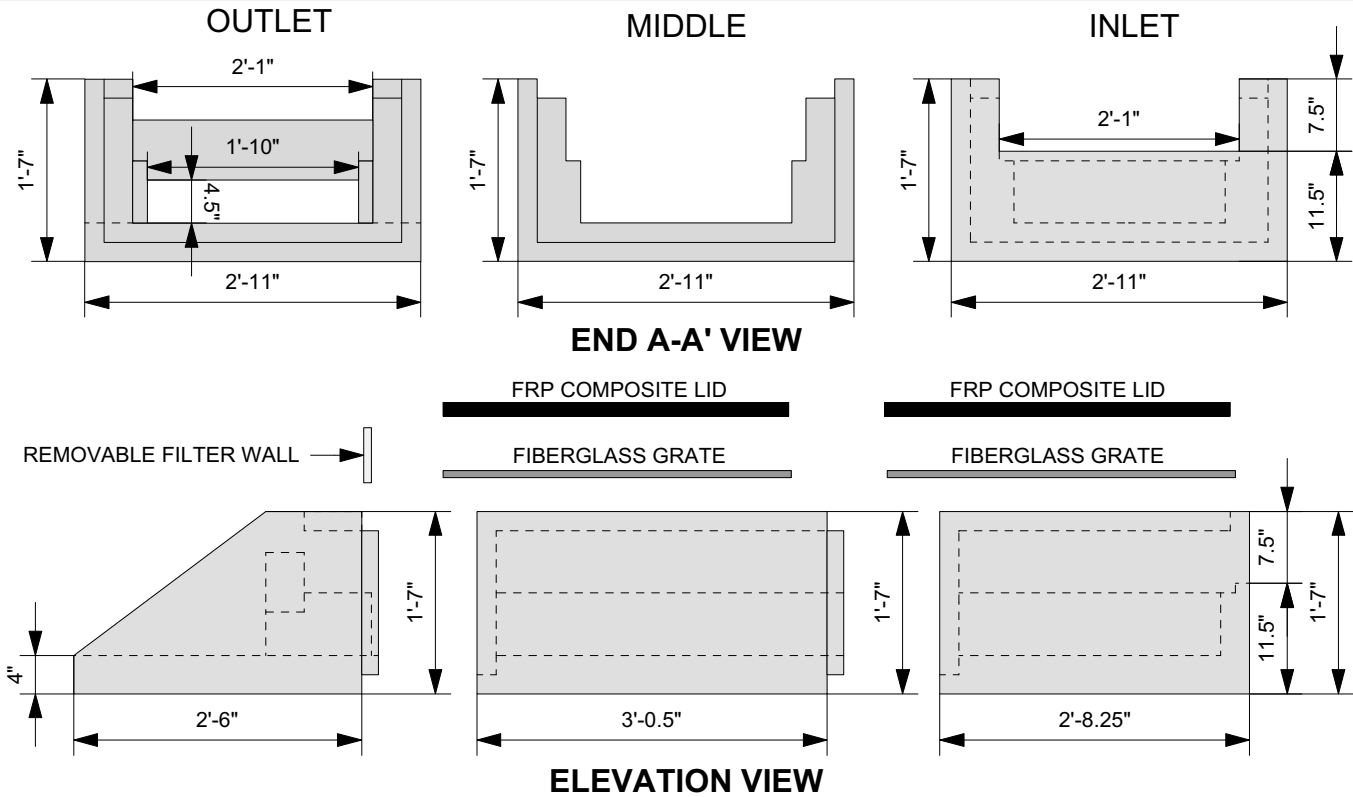 OUTLET
MIDDLE
INLET
2'-1"
1'-10"
4.5"
1'-7"
2'-11"
1'-7"
2'-11"
2'-1"
7.5"
11.5"
1'-7"
2'-11"
END A-A' VIEW
FRP COMPOSITE LID
FRP COMPOSITE LID
REMOVABLE FILTER WALL
FIBERGLASS GRATE
FIBERGLASS GRATE
4"
1'-7"
2'-6"
1'-7"
3'-0.5"
7.5"
11.5"
1'-7"
2'-8.25"
ELEVATION VIEW